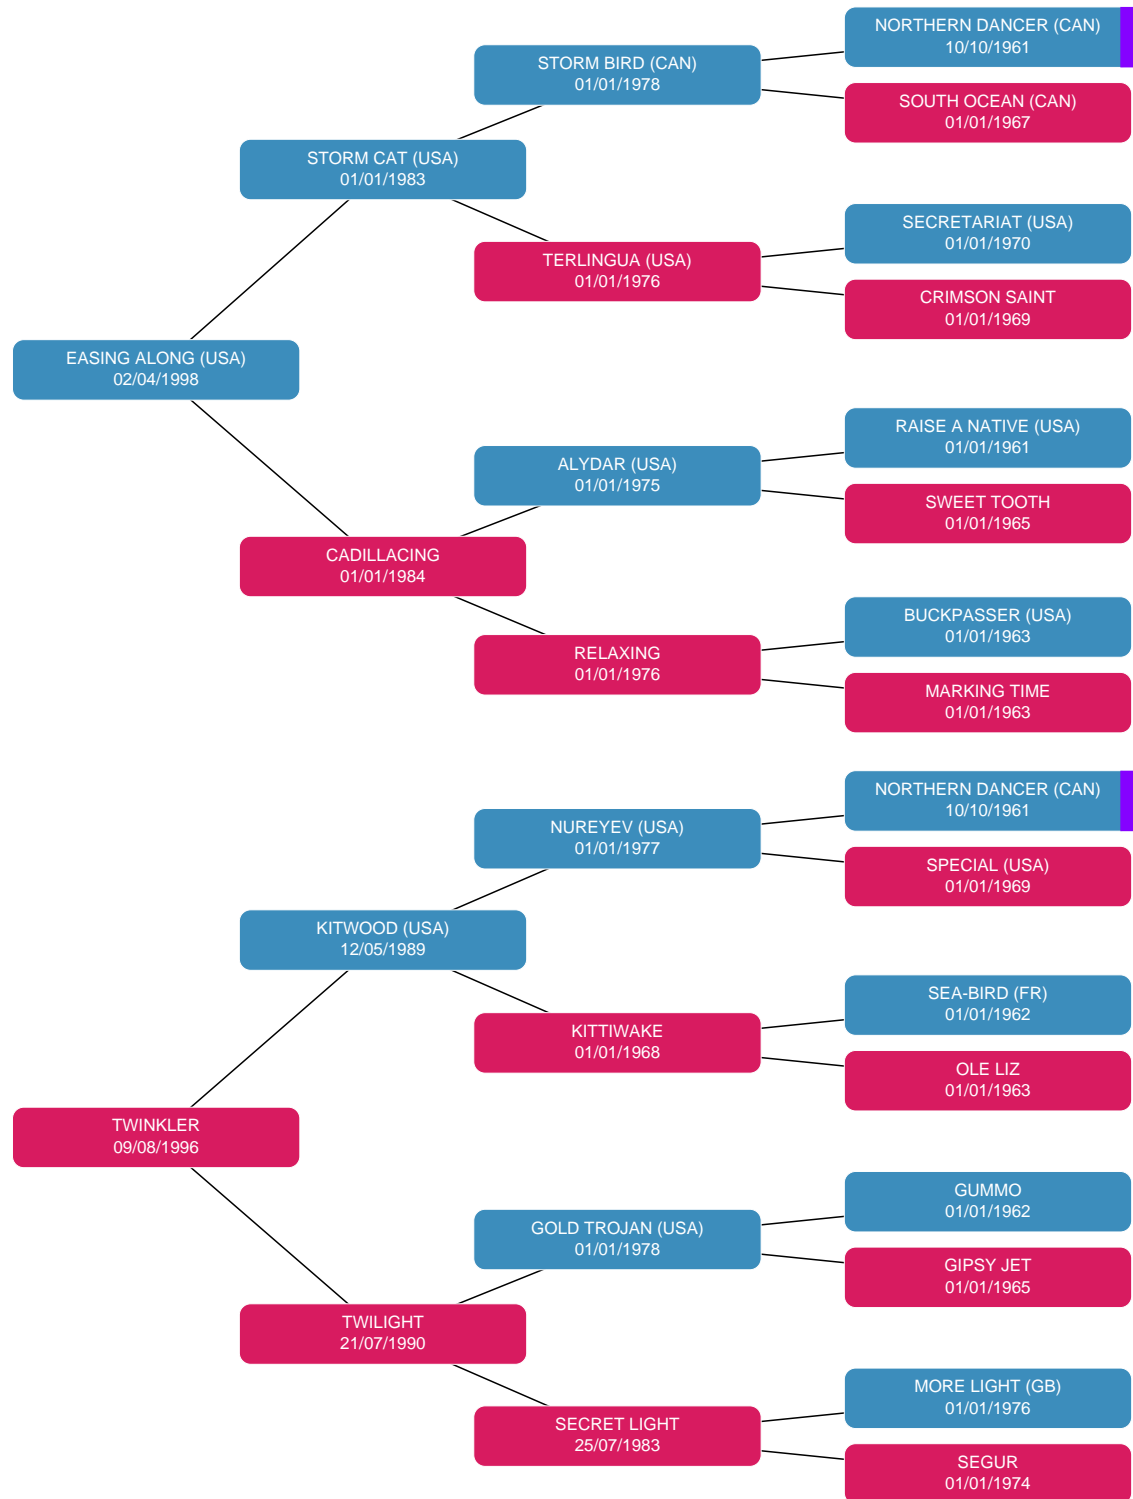 NORTHERN DANCER (CAN)
10/10/1961
STORM BIRD (CAN)
01/01/1978
SOUTH OCEAN (CAN)
01/01/1967
STORM CAT (USA)
01/01/1983
SECRETARIAT (USA)
01/01/1970
TERLINGUA (USA)
01/01/1976
CRIMSON SAINT
01/01/1969
EASING ALONG (USA)
02/04/1998
RAISE A NATIVE (USA)
01/01/1961
ALYDAR (USA)
01/01/1975
SWEET TOOTH
01/01/1965
CADILLACING
01/01/1984
BUCKPASSER (USA)
01/01/1963
RELAXING
01/01/1976
MARKING TIME
01/01/1963
NORTHERN DANCER (CAN)
10/10/1961
NUREYEV (USA)
01/01/1977
SPECIAL (USA)
01/01/1969
KITWOOD (USA)
12/05/1989
SEA-BIRD (FR)
01/01/1962
KITTIWAKE
01/01/1968
OLE LIZ
01/01/1963
TWINKLER
09/08/1996
GUMMO
01/01/1962
GOLD TROJAN (USA)
01/01/1978
GIPSY JET
01/01/1965
TWILIGHT
21/07/1990
MORE LIGHT (GB)
01/01/1976
SECRET LIGHT
25/07/1983
SEGUR
01/01/1974